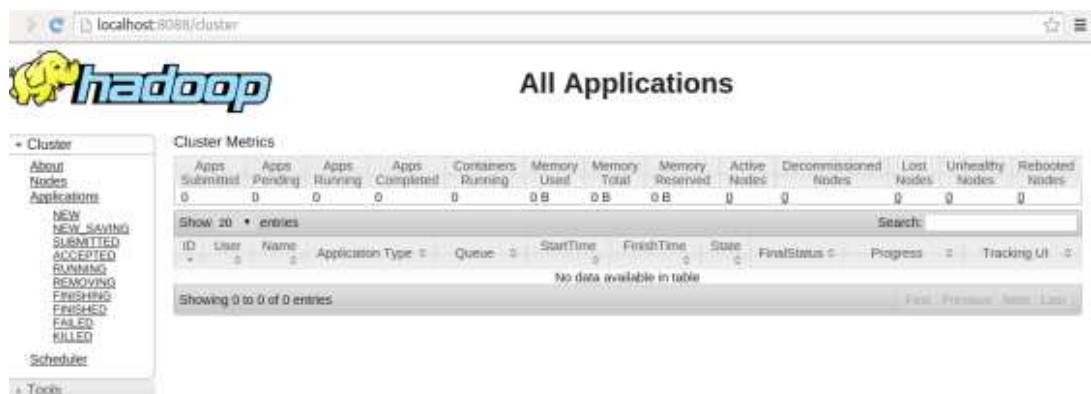 localhost:8088/cluster
hadoop
All Applications
Cluster
About
Nodes
Applications
NEW
NEW_SAVING
SUBMITTED
ACCEPTED
RUNNING
REMOVING
FINISHING
FINISHED
FAILED
KILLED
Scheduler
Tools
Cluster Metrics
Apps Submitted Apps Pending Apps Running Apps Completed Containers Running Memory Used Memory Total Memory Reserved Active Nodes Decommissioned Nodes Lost Nodes Unhealthy Nodes Rebooted Nodes
0 0 0 0 0 0 B 0 B 0 B 0 0 0 0 0
Show 20 entries Search:
ID User Name Application Type Queue StartTime FinishTime State FinalStatus Progress Tracking UI
No data available in table
Showing 0 to 0 of 0 entries First Previous Next Last